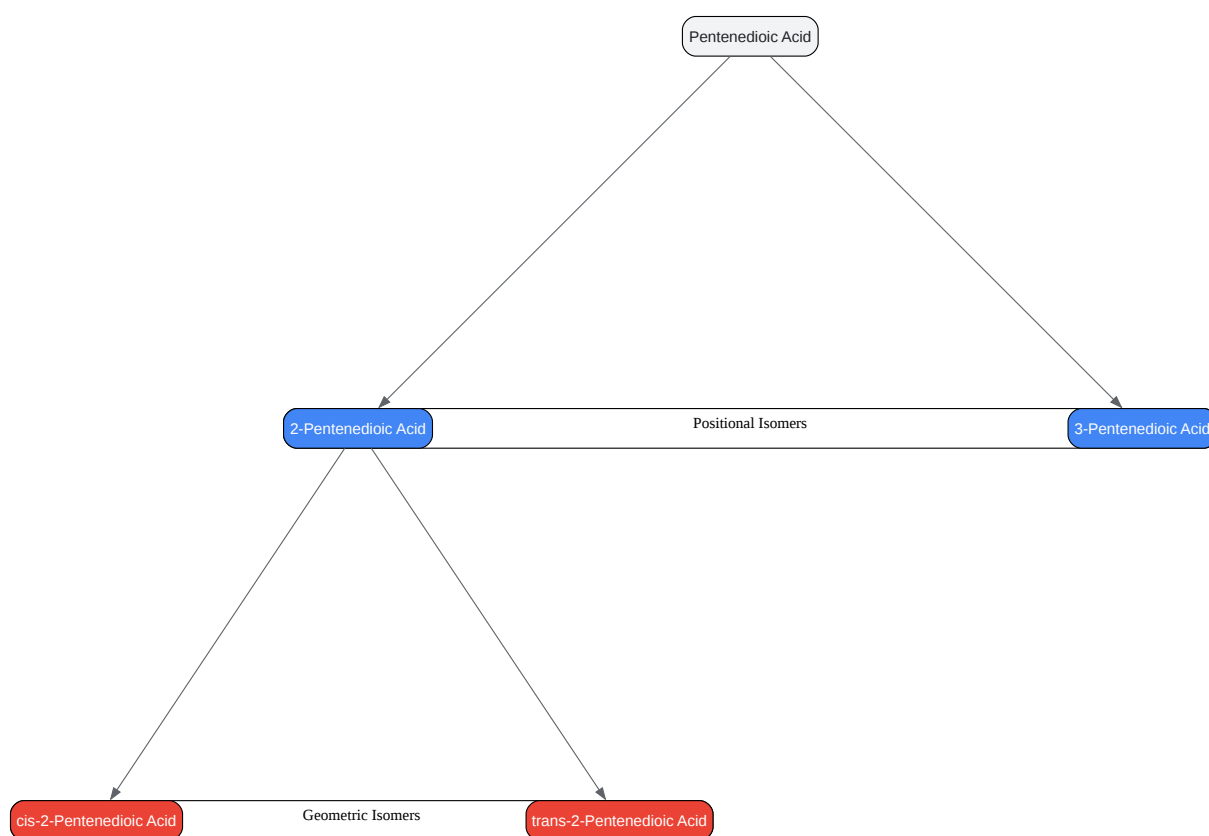 Pentenedioic Acid
2-Pentenedioic Acid
Positional Isomers
3-Pentenedioic Acid
cis-2-Pentenedioic Acid
Geometric Isomers
trans-2-Pentenedioic Acid